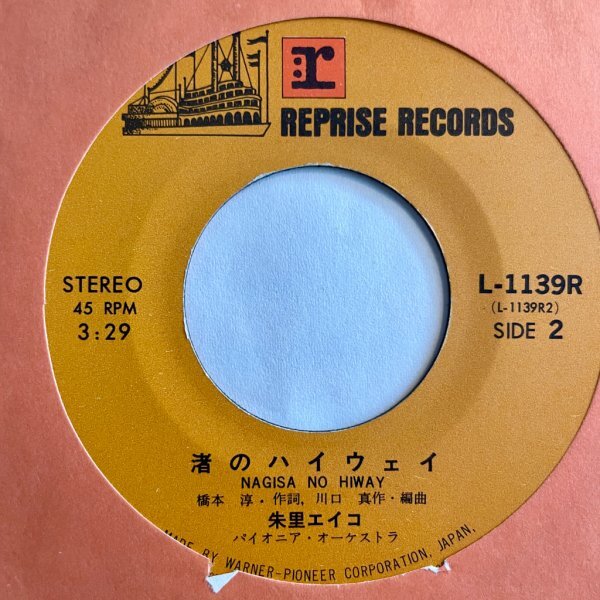 r
REPRISE RECORDS
STEREO
45 RPM
3:29
L-1139R
(L-1139R2)
SIDE 2
渚のハイウェイ
NAGISA NO HIWAY
橋本 淳・作詞, 川口 真作・編曲
朱里エイコ
パイオニア・オーケストラ
MADE BY WARNER-PIONEER CORPORATION, JAPAN,